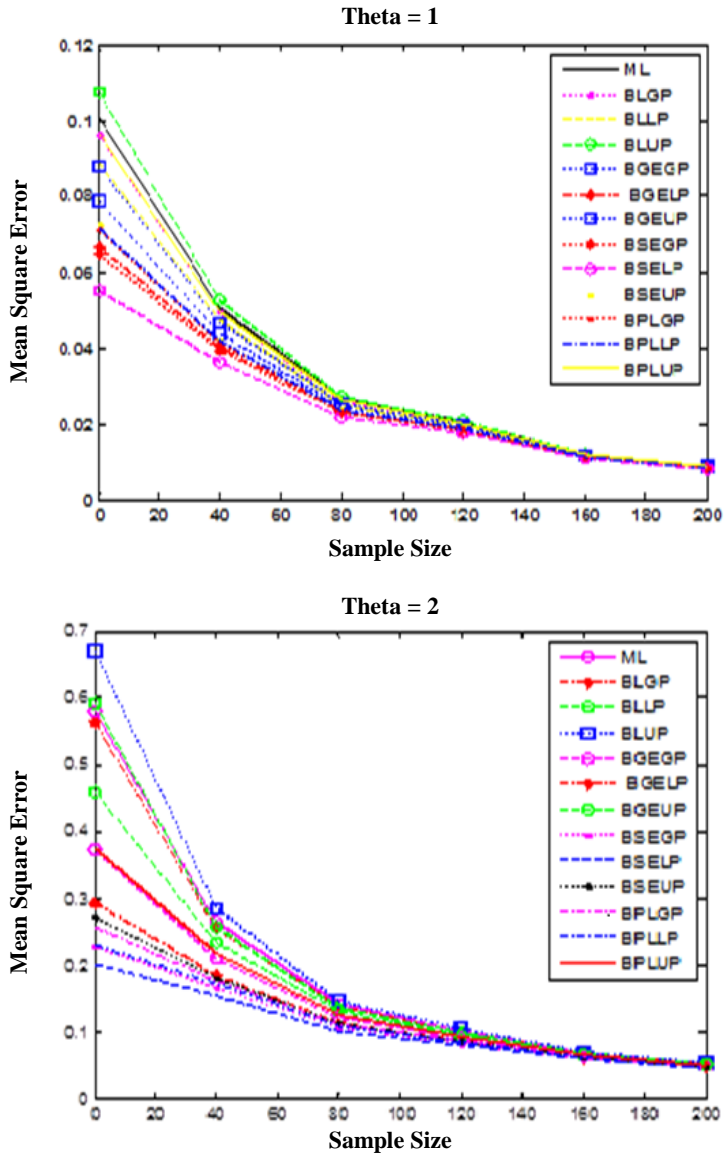 Theta = 1
0.12
0.1
0.08
0.06
0.04
0.02
0
Mean Square Error
0 20 40 60 80 100 120 140 160 180 200
Sample Size
ML
BLGP
BLLP
BLUP
BGEGP
BGELP
BGEUP
BSEGP
BSELP
BSEUP
BPLGP
BPLLP
BPLUP
Theta = 2
0.7
0.6
0.5
0.4
0.3
0.2
0.1
0
Mean Square Error
0 20 40 60 80 100 120 140 160 180 200
Sample Size
ML
BLGP
BLLP
BLUP
BGEGP
BGELP
BGEUP
BSEGP
BSELP
BSEUP
BPLGP
BPLLP
BPLUP